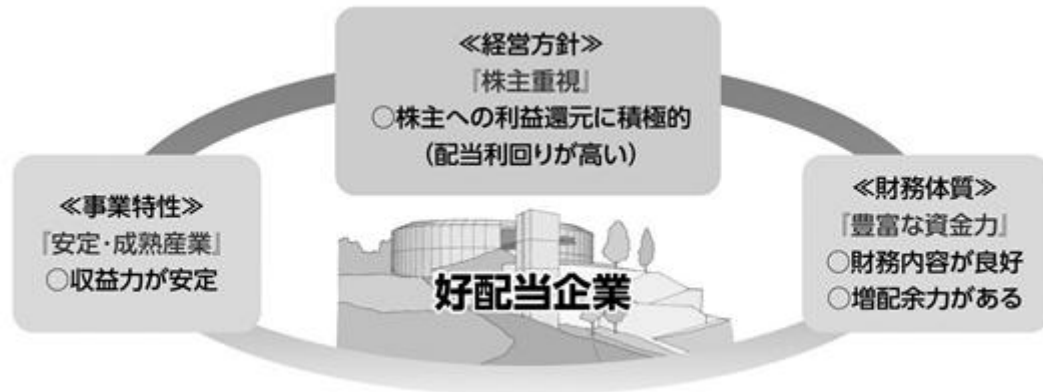 ≪経営方針≫
『株主重視』
○株主への利益還元に積極的
(配当利回りが高い)
≪事業特性≫
『安定・成熟産業』
○収益力が安定
≪財務体質≫
『豊富な資金力』
○財務内容が良好
○増配余力がある
好配当企業